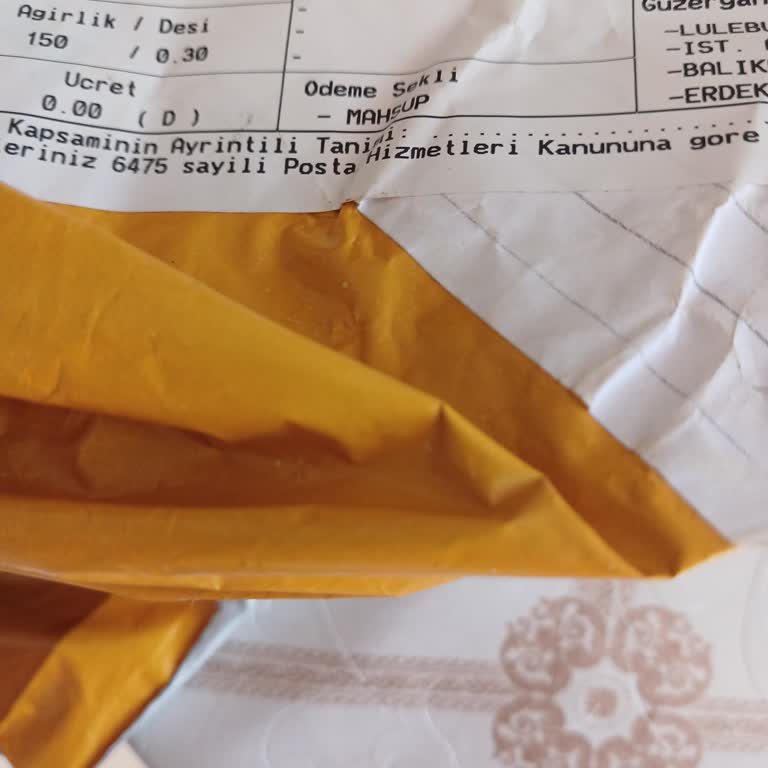 Agirlik / Desi
150 / 0.30
Ucret
0.00 ( D )
-
-
-
Odeme Sekli
- MAHSUP
Guzergan
-LULEBU
-IST.
-BALIK
-ERDEK
Kapsaminin Ayrintili Tanimi: . . . . . . . . . . . . . . . . . . .
eriniz 6475 sayili Posta Hizmetleri Kanununa gore